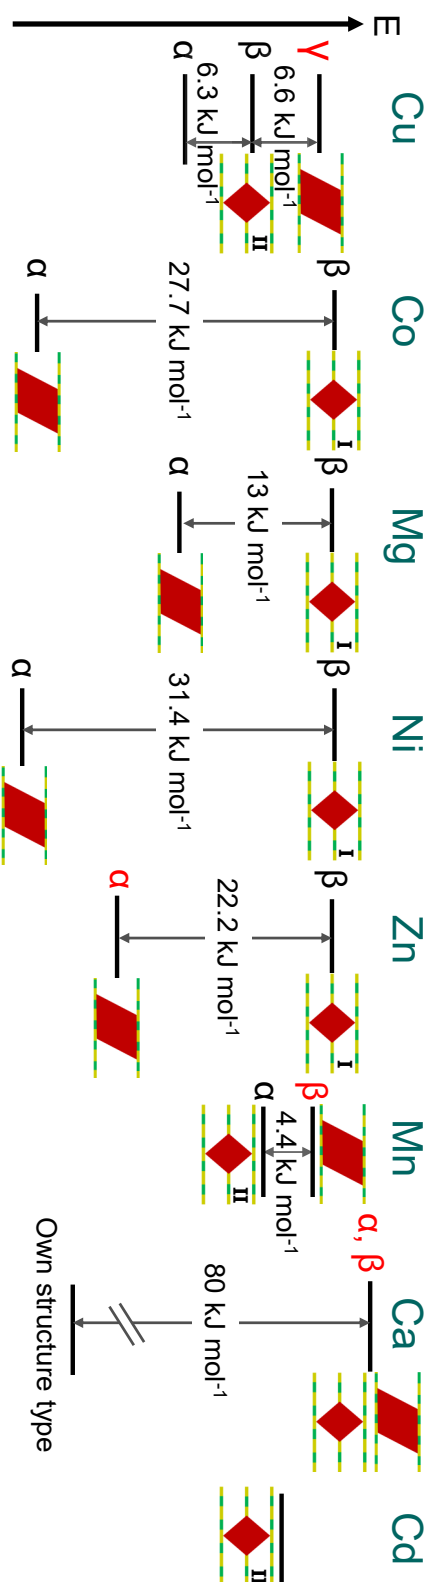 E
Cu
γ
6.6 kJ mol⁻¹
β
II
6.3 kJ mol⁻¹
α
Co
β
I
27.7 kJ mol⁻¹
α
Mg
β
I
13 kJ mol⁻¹
α
Ni
β
I
31.4 kJ mol⁻¹
α
Zn
β
I
22.2 kJ mol⁻¹
α
Mn
β
4.4 kJ mol⁻¹
α
II
Ca
α, β
80 kJ mol⁻¹
Own structure type
Cd
II